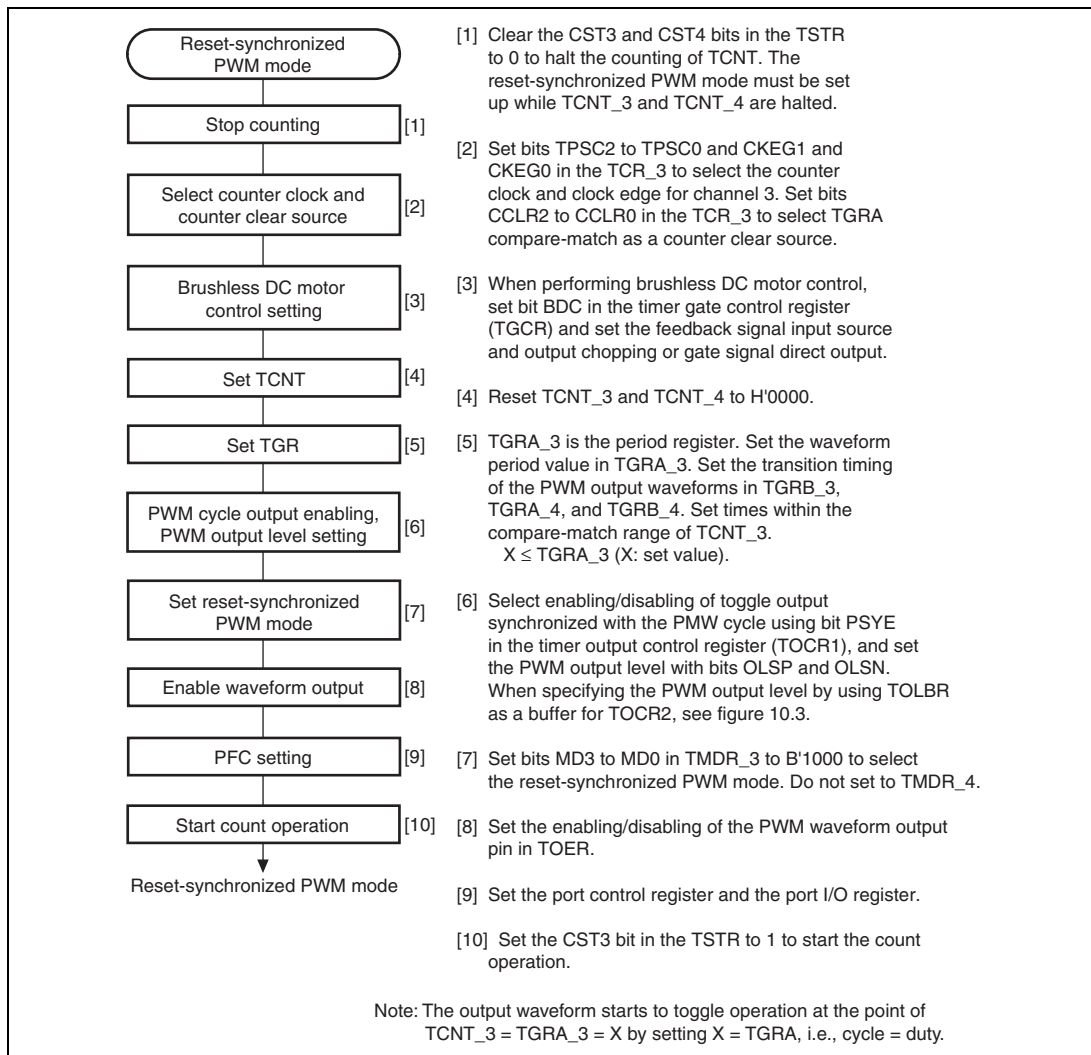 Reset-synchronized
PWM mode
Stop counting
[1]
Select counter clock and
counter clear source
[2]
Brushless DC motor
control setting
[3]
Set TCNT
[4]
Set TGR
[5]
PWM cycle output enabling,
PWM output level setting
[6]
Set reset-synchronized
PWM mode
[7]
Enable waveform output
[8]
PFC setting
[9]
Start count operation
[10]
Reset-synchronized PWM mode
[1] Clear the CST3 and CST4 bits in the TSTR
to 0 to halt the counting of TCNT. The
reset-synchronized PWM mode must be set
up while TCNT_3 and TCNT_4 are halted.
[2] Set bits TPSC2 to TPSC0 and CKEG1 and
CKEG0 in the TCR_3 to select the counter
clock and clock edge for channel 3. Set bits
CCLR2 to CCLR0 in the TCR_3 to select TGRA
compare-match as a counter clear source.
[3] When performing brushless DC motor control,
set bit BDC in the timer gate control register
(TGCR) and set the feedback signal input source
and output chopping or gate signal direct output.
[4] Reset TCNT_3 and TCNT_4 to H'0000.
[5] TGRA_3 is the period register. Set the waveform
period value in TGRA_3. Set the transition timing
of the PWM output waveforms in TGRB_3,
TGRA_4, and TGRB_4. Set times within the
compare-match range of TCNT_3.
X ≤ TGRA_3 (X: set value).
[6] Select enabling/disabling of toggle output
synchronized with the PMW cycle using bit PSYE
in the timer output control register (TOCR1), and set
the PWM output level with bits OLSP and OLSN.
When specifying the PWM output level by using TOLBR
as a buffer for TOCR2, see figure 10.3.
[7] Set bits MD3 to MD0 in TMDR_3 to B'1000 to select
the reset-synchronized PWM mode. Do not set to TMDR_4.
[8] Set the enabling/disabling of the PWM waveform output
pin in TOER.
[9] Set the port control register and the port I/O register.
[10] Set the CST3 bit in the TSTR to 1 to start the count
operation.
Note: The output waveform starts to toggle operation at the point of
TCNT_3 = TGRA_3 = X by setting X = TGRA, i.e., cycle = duty.